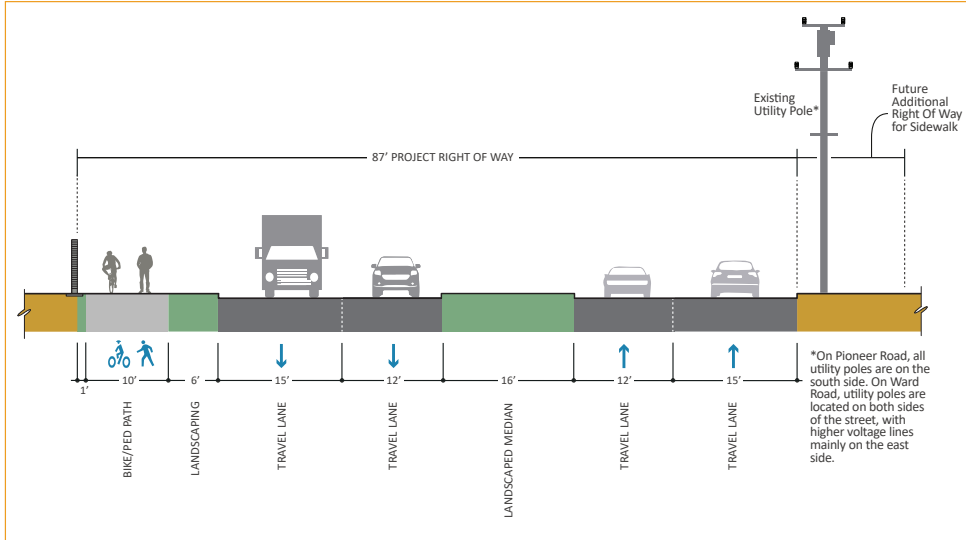 Existing
Utility Pole*
Future
Additional
Right Of Way
for Sidewalk
87’ PROJECT RIGHT OF WAY
1’
10’
6’
15’
12’
16’
12’
15’
BIKE/PED PATH
LANDSCAPING
TRAVEL LANE
TRAVEL LANE
LANDSCAPED MEDIAN
TRAVEL LANE
TRAVEL LANE
*On Pioneer Road, all
utility poles are on the
south side. On Ward
Road, utility poles are
located on both sides
of the street, with
higher voltage lines
mainly on the east
side.